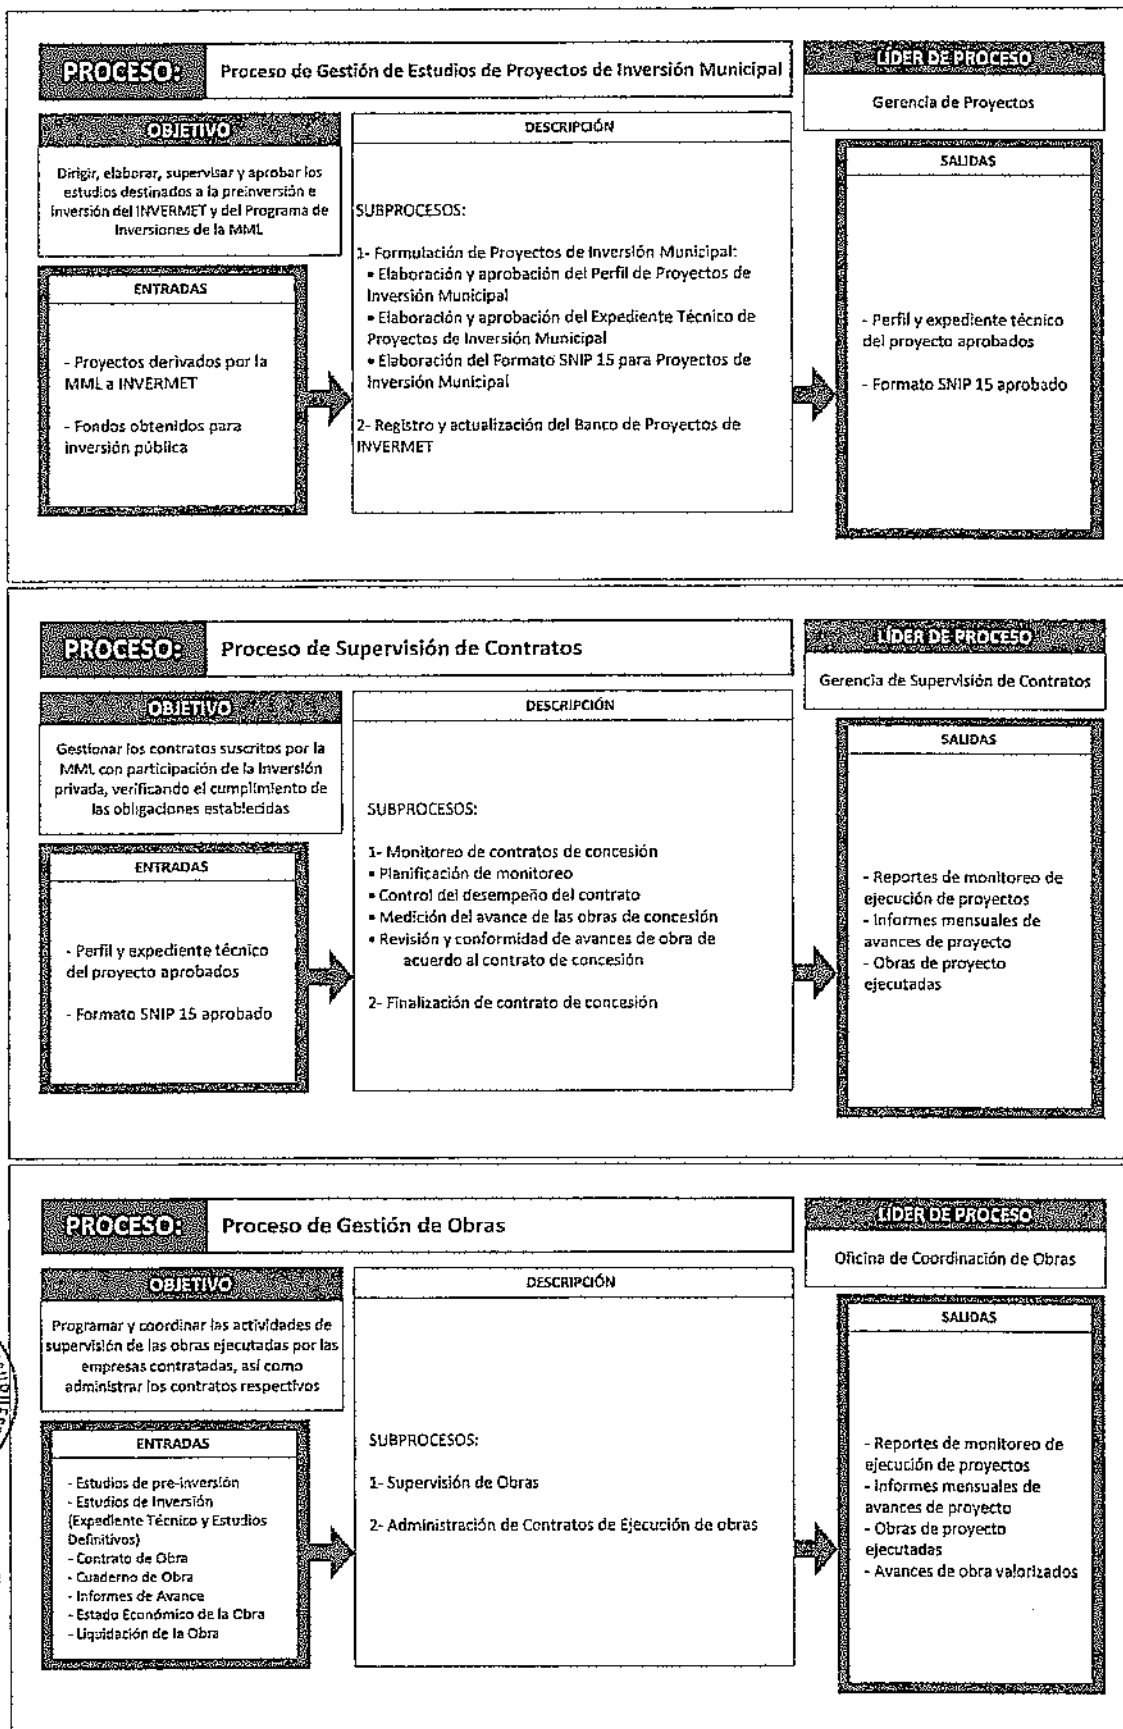 PROCESO:
Proceso de Gestión de Estudios de Proyectos de Inversión Municipal
LÍDER DE PROCESO
Gerencia de Proyectos
OBJETIVO
Dirigir, elaborar, supervisar y aprobar los
estudios destinados a la preinversión e
inversión del INVERMET y del Programa de
Inversiones de la MML
ENTRADAS
- Proyectos derivados por la
MML a INVERMET
- Fondos obtenidos para
inversión pública
DESCRIPCIÓN
SUBPROCESOS:
1- Formulación de Proyectos de Inversión Municipal:
▪ Elaboración y aprobación del Perfil de Proyectos de
Inversión Municipal
▪ Elaboración y aprobación del Expediente Técnico de
Proyectos de Inversión Municipal
▪ Elaboración del Formato SNIP 15 para Proyectos de
Inversión Municipal
2- Registro y actualización del Banco de Proyectos de
INVERMET
SALIDAS
- Perfil y expediente técnico
del proyecto aprobados
- Formato SNIP 15 aprobado
PROCESO:
Proceso de Supervisión de Contratos
LÍDER DE PROCESO
Gerencia de Supervisión de Contratos
OBJETIVO
Gestionar los contratos suscritos por la
MML con participación de la inversión
privada, verificando el cumplimiento de
las obligaciones establecidas
ENTRADAS
- Perfil y expediente técnico
del proyecto aprobados
- Formato SNIP 15 aprobado
DESCRIPCIÓN
SUBPROCESOS:
1- Monitoreo de contratos de concesión
▪ Planificación de monitoreo
▪ Control del desempeño del contrato
▪ Medición del avance de las obras de concesión
▪ Revisión y conformidad de avances de obra de
acuerdo al contrato de concesión
2- Finalización de contrato de concesión
SALIDAS
- Reportes de monitoreo de
ejecución de proyectos
- Informes mensuales de
avances de proyecto
- Obras de proyecto
ejecutadas
PROCESO:
Proceso de Gestión de Obras
LÍDER DE PROCESO
Oficina de Coordinación de Obras
OBJETIVO
Programar y coordinar las actividades de
supervisión de las obras ejecutadas por las
empresas contratadas, así como
administrar los contratos respectivos
ENTRADAS
- Estudios de pre-inversión
- Estudios de Inversión
(Expediente Técnico y Estudios
Definitivos)
- Contrato de Obra
- Cuaderno de Obra
- Informes de Avance
- Estado Económico de la Obra
- Liquidación de la Obra
DESCRIPCIÓN
SUBPROCESOS:
1- Supervisión de Obras
2- Administración de Contratos de Ejecución de obras
SALIDAS
- Reportes de monitoreo de
ejecución de proyectos
- Informes mensuales de
avances de proyecto
- Obras de proyecto
ejecutadas
- Avances de obra valorizados